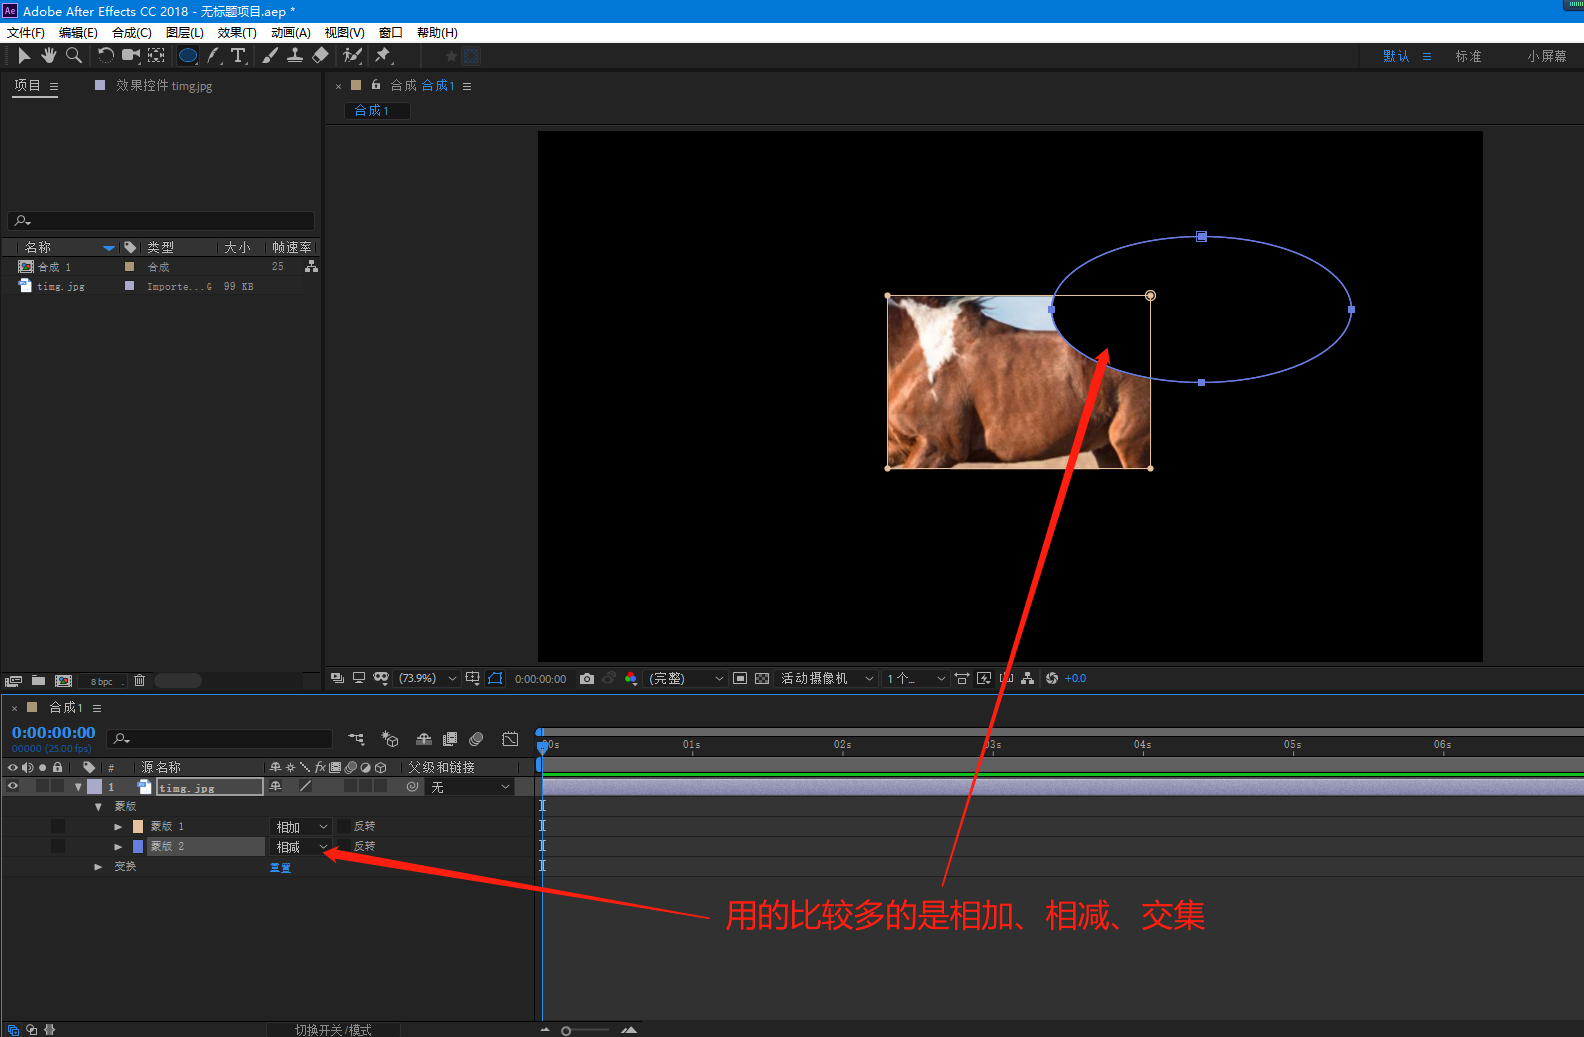 Ae Adobe After Effects CC 2018 - 无标题项目.aep *
文件(F) 编辑(E) 合成(C) 图层(L) 效果(T) 动画(A) 视图(V) 窗口 帮助(H)
默认 标准 小屏幕
项目 效果控件 timg.jpg
合成 合成1
合成1
名称 类型 大小 帧速率
合成 1 合成 25
timg.jpg Importe...G 99 KB
8 bpc
(73.9%) 0:00:00:00 (完整) 活动摄像机 1个... +0.0
合成1
0:00:00:00
00000 (25.00 fps)
:00s 01s 02s 03s 04s 05s 06s
# 源名称 fx 父级和链接
1 timg.jpg 无
蒙版
蒙版 1 相加 反转
蒙版 2 相减 反转
变换 重置
用的比较多的是相加、相减、交集
切换开关/模式